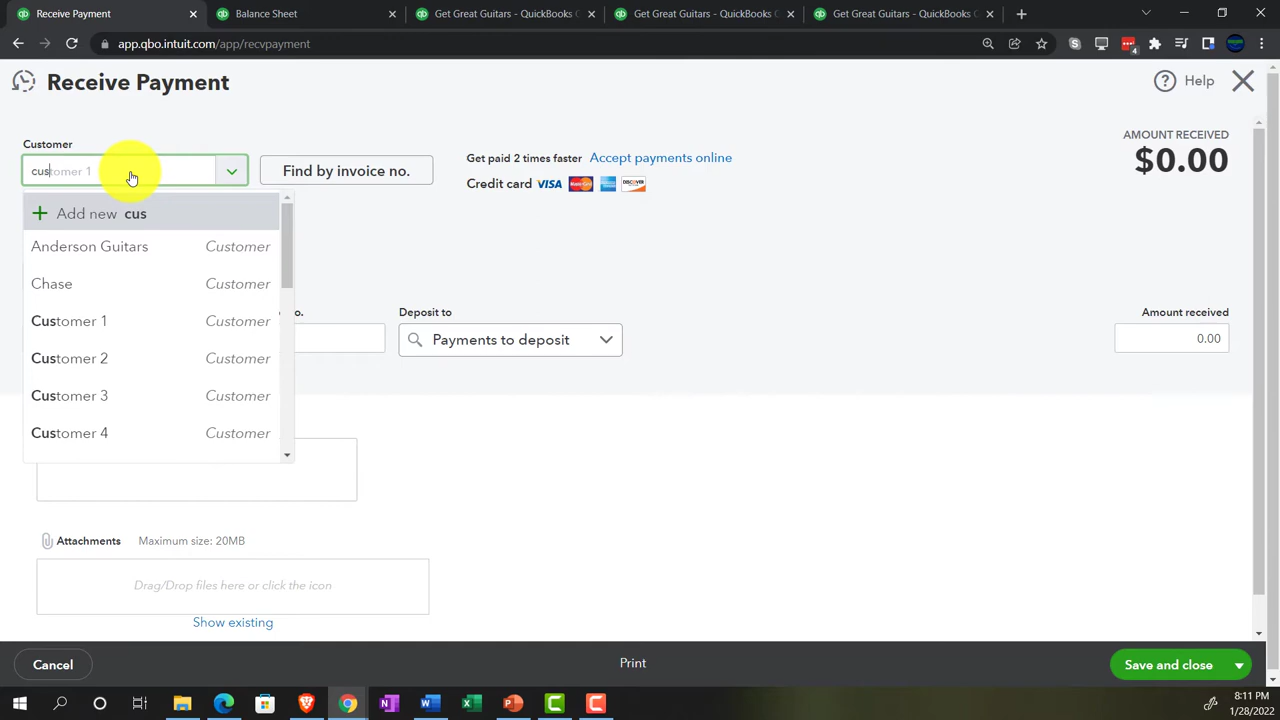 Receive Payment
Balance Sheet
Get Great Guitars - QuickBooks O
Get Great Guitars - QuickBooks O
Get Great Guitars - QuickBooks O
app.qbo.intuit.com/app/recvpayment
4
Receive Payment
Help
Customer
AMOUNT RECEIVED
$0.00
customer 1
Find by invoice no.
Get paid 2 times faster Accept payments online
Credit card VISA
Add new cus
Anderson Guitars Customer
Chase Customer
Customer 1 Customer
Customer 2 Customer
Customer 3 Customer
Customer 4 Customer
o.
Deposit to
Amount received
Payments to deposit
0.00
Attachments Maximum size: 20MB
Drag/Drop files here or click the icon
Show existing
Cancel
Print
Save and close
8:11 PM
1/28/2022